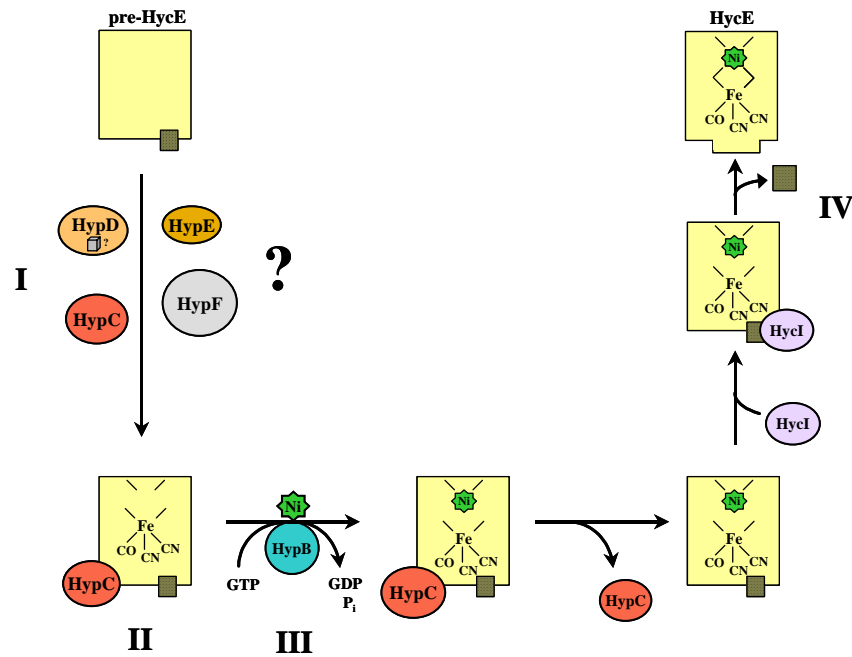 pre-HycE
HycE
Ni
Fe
CO
CN
CN
IV
HypD
?
HypE
I
HypC
HypF
?
Ni
Fe
CO
CN
CN
HycI
HycI
Fe
CO
CN
CN
HypC
II
Ni
HypB
GTP
GDP
Pi
III
Ni
Fe
CO
CN
CN
HypC
HypC
Ni
Fe
CO
CN
CN